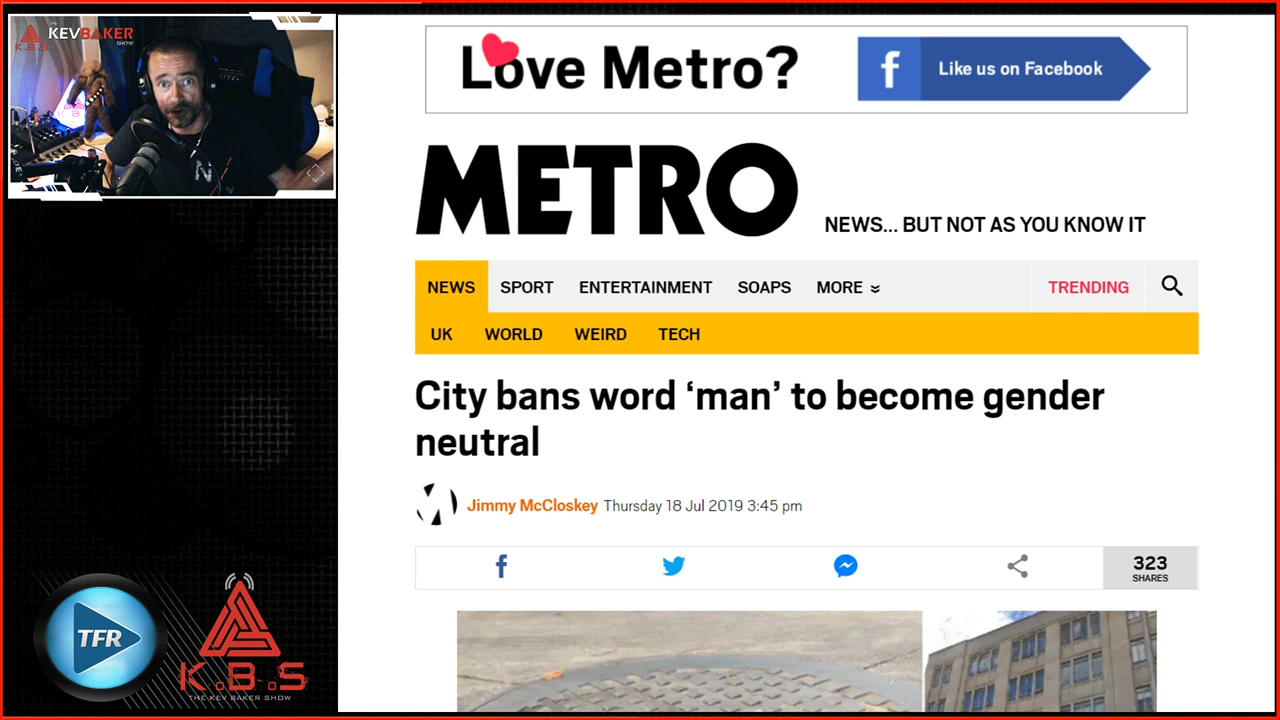 THE
KEVBAKER
SHOW
K.B.S
Love Metro?
Like us on Facebook
METRO
NEWS... BUT NOT AS YOU KNOW IT
NEWS SPORT ENTERTAINMENT SOAPS MORE TRENDING
UK WORLD WEIRD TECH
City bans word ‘man’ to become gender
neutral
Jimmy McCloskey Thursday 18 Jul 2019 3:45 pm
323
SHARES
TFR
K.B.S
THE KEV BAKER SHOW